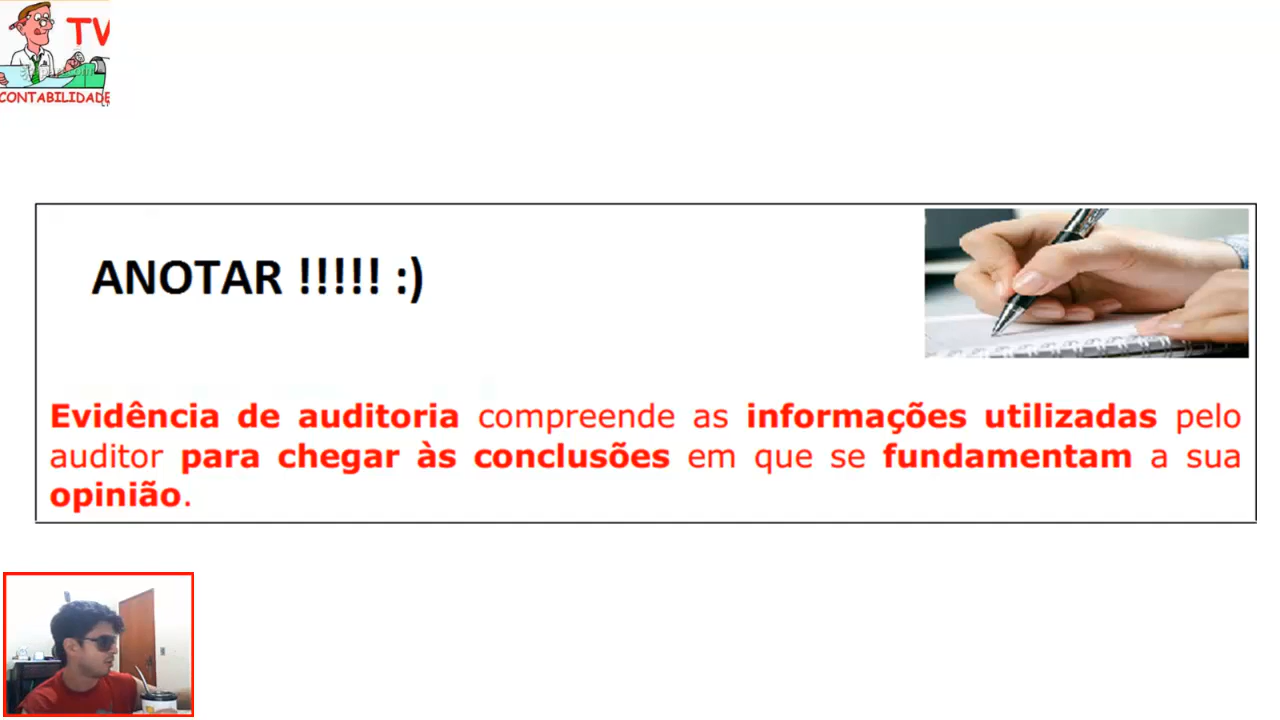 TV
CONTABILIDADE
ANOTAR !!!!! :)
Evidência de auditoria compreende as informações utilizadas pelo
auditor para chegar às conclusões em que se fundamentam a sua
opinião.